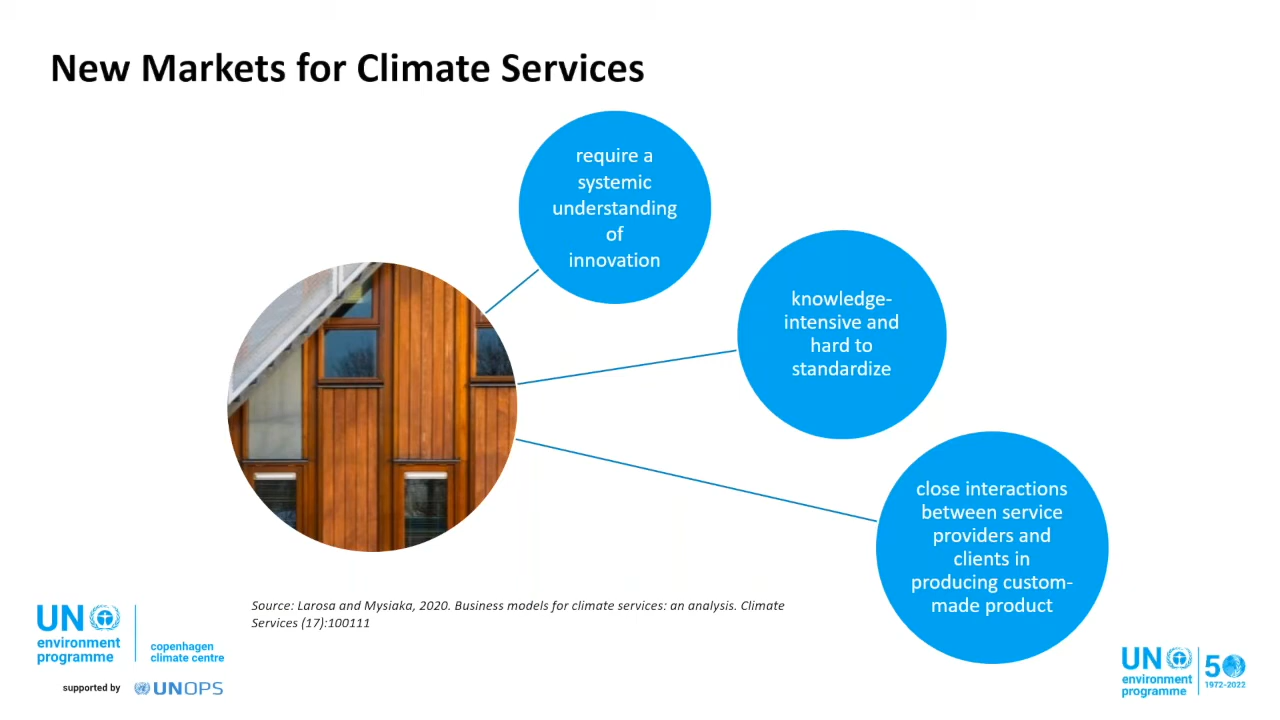 New Markets for Climate Services
require a
systemic
understanding
of
innovation
knowledge-
intensive and
hard to
standardize
close interactions
between service
providers and
clients in
producing custom-
made product
Source: Larosa and Mysiaka, 2020. Business models for climate services: an analysis. Climate
Services (17):100111
UN
environment
programme
copenhagen
climate centre
supported by
UNOPS
UN
environment
programme
50
1972-2022